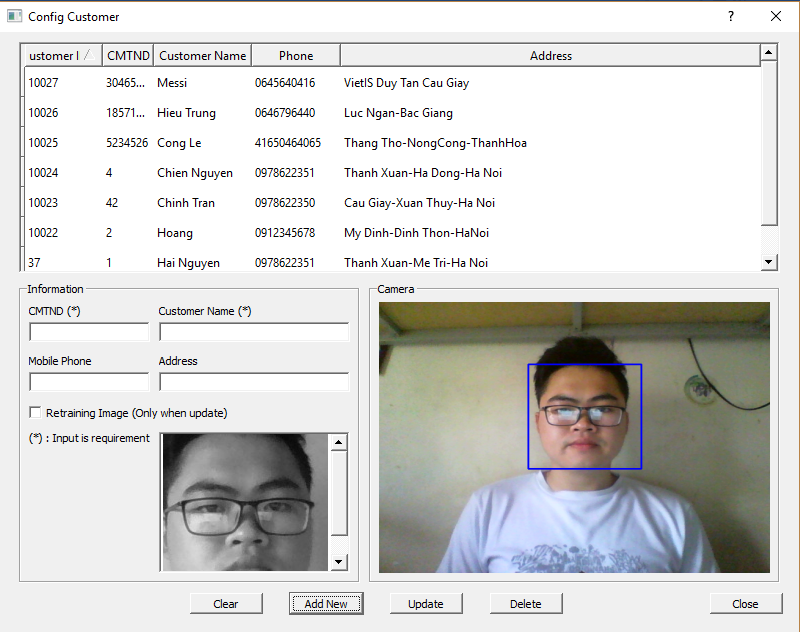 Config Customer
?
ustomer I CMTND Customer Name Phone Address
10027 30465... Messi 0645640416 VietIS Duy Tan Cau Giay
10026 18571... Hieu Trung 0646796440 Luc Ngan-Bac Giang
10025 5234526 Cong Le 41650464065 Thang Tho-NongCong-ThanhHoa
10024 4 Chien Nguyen 0978622351 Thanh Xuan-Ha Dong-Ha Noi
10023 42 Chinh Tran 0978622350 Cau Giay-Xuan Thuy-Ha Noi
10022 2 Hoang 0912345678 My Dinh-Dinh Thon-HaNoi
37 1 Hai Nguyen 0978622351 Thanh Xuan-Me Tri-Ha Noi
Information
CMTND (*) Customer Name (*)
Mobile Phone Address
Retraining Image (Only when update)
(*) : Input is requirement
Camera
Clear Add New Update Delete Close